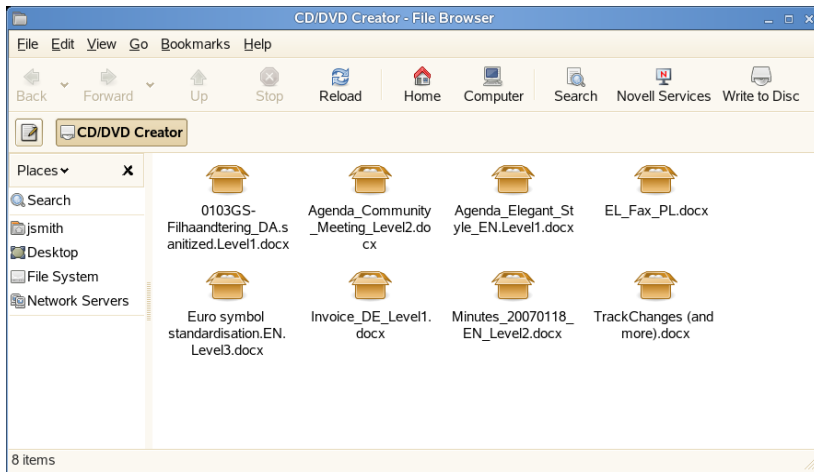 CD/DVD Creator - File Browser
File Edit View Go Bookmarks Help
Back Forward Up Stop Reload Home Computer Search Novell Services Write to Disc
CD/DVD Creator
Places
Search
jsmith
Desktop
File System
Network Servers
0103GS-
Filhaandtering_DA.s
anitized.Level1.docx
Agenda_Community
_Meeting_Level2.do
cx
Agenda_Elegant_St
yle_EN.Level1.docx
EL_Fax_PL.docx
Euro symbol
standardisation.EN.
Level3.docx
Invoice_DE_Level1.
docx
Minutes_20070118_
EN_Level2.docx
TrackChanges (and
more).docx
8 items